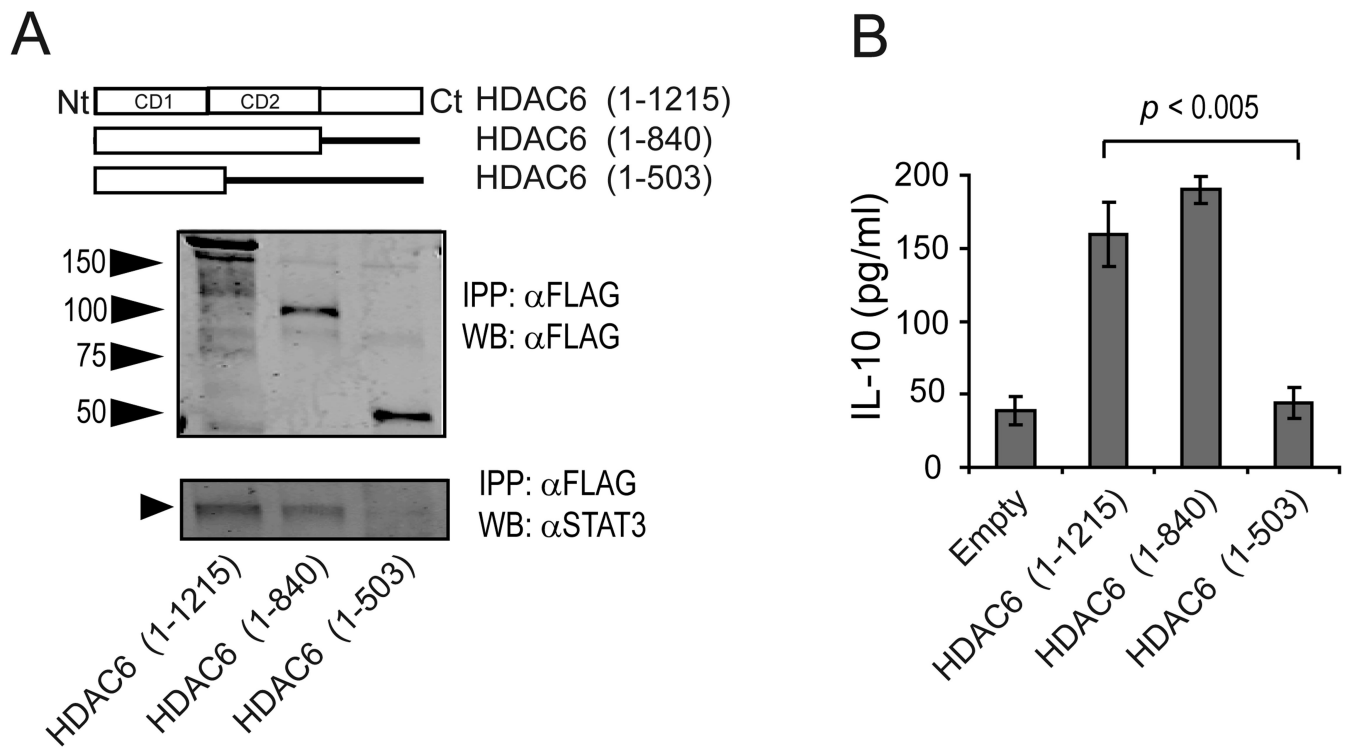 A
Nt CD1 CD2 Ct HDAC6 (1-1215)
HDAC6 (1-840)
HDAC6 (1-503)
150
100
75
50
IPP: αFLAG
WB: αFLAG
IPP: αFLAG
WB: αSTAT3
HDAC6 (1-1215)
HDAC6 (1-840)
HDAC6 (1-503)
B
p < 0.005
IL-10 (pg/ml)
200
150
100
50
0
Empty
HDAC6 (1-1215)
HDAC6 (1-840)
HDAC6 (1-503)